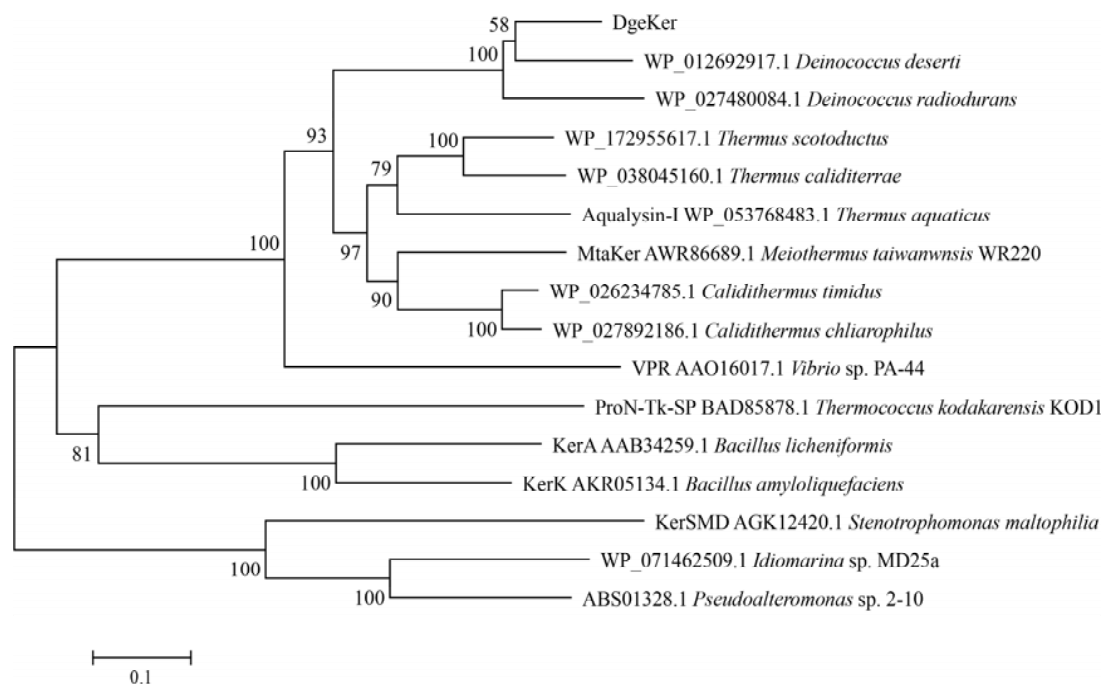 DgeKer
58
100
WP_012692917.1 Deinococcus deserti
WP_027480084.1 Deinococcus radiodurans
93
100
WP_172955617.1 Thermus scotoductus
79
WP_038045160.1 Thermus caliditerrae
Aqualysin-I WP_053768483.1 Thermus aquaticus
100
97
MtaKer AWR86689.1 Meiothermus taiwanwnsis WR220
90
WP_026234785.1 Calidithermus timidus
100
WP_027892186.1 Calidithermus chliarophilus
VPR AAO16017.1 Vibrio sp. PA-44
ProN-Tk-SP BAD85878.1 Thermococcus kodakarensis KOD1
81
KerA AAB34259.1 Bacillus licheniformis
100
KerK AKR05134.1 Bacillus amyloliquefaciens
KerSMD AGK12420.1 Stenotrophomonas maltophilia
100
WP_071462509.1 Idiomarina sp. MD25a
100
ABS01328.1 Pseudoalteromonas sp. 2-10
0.1